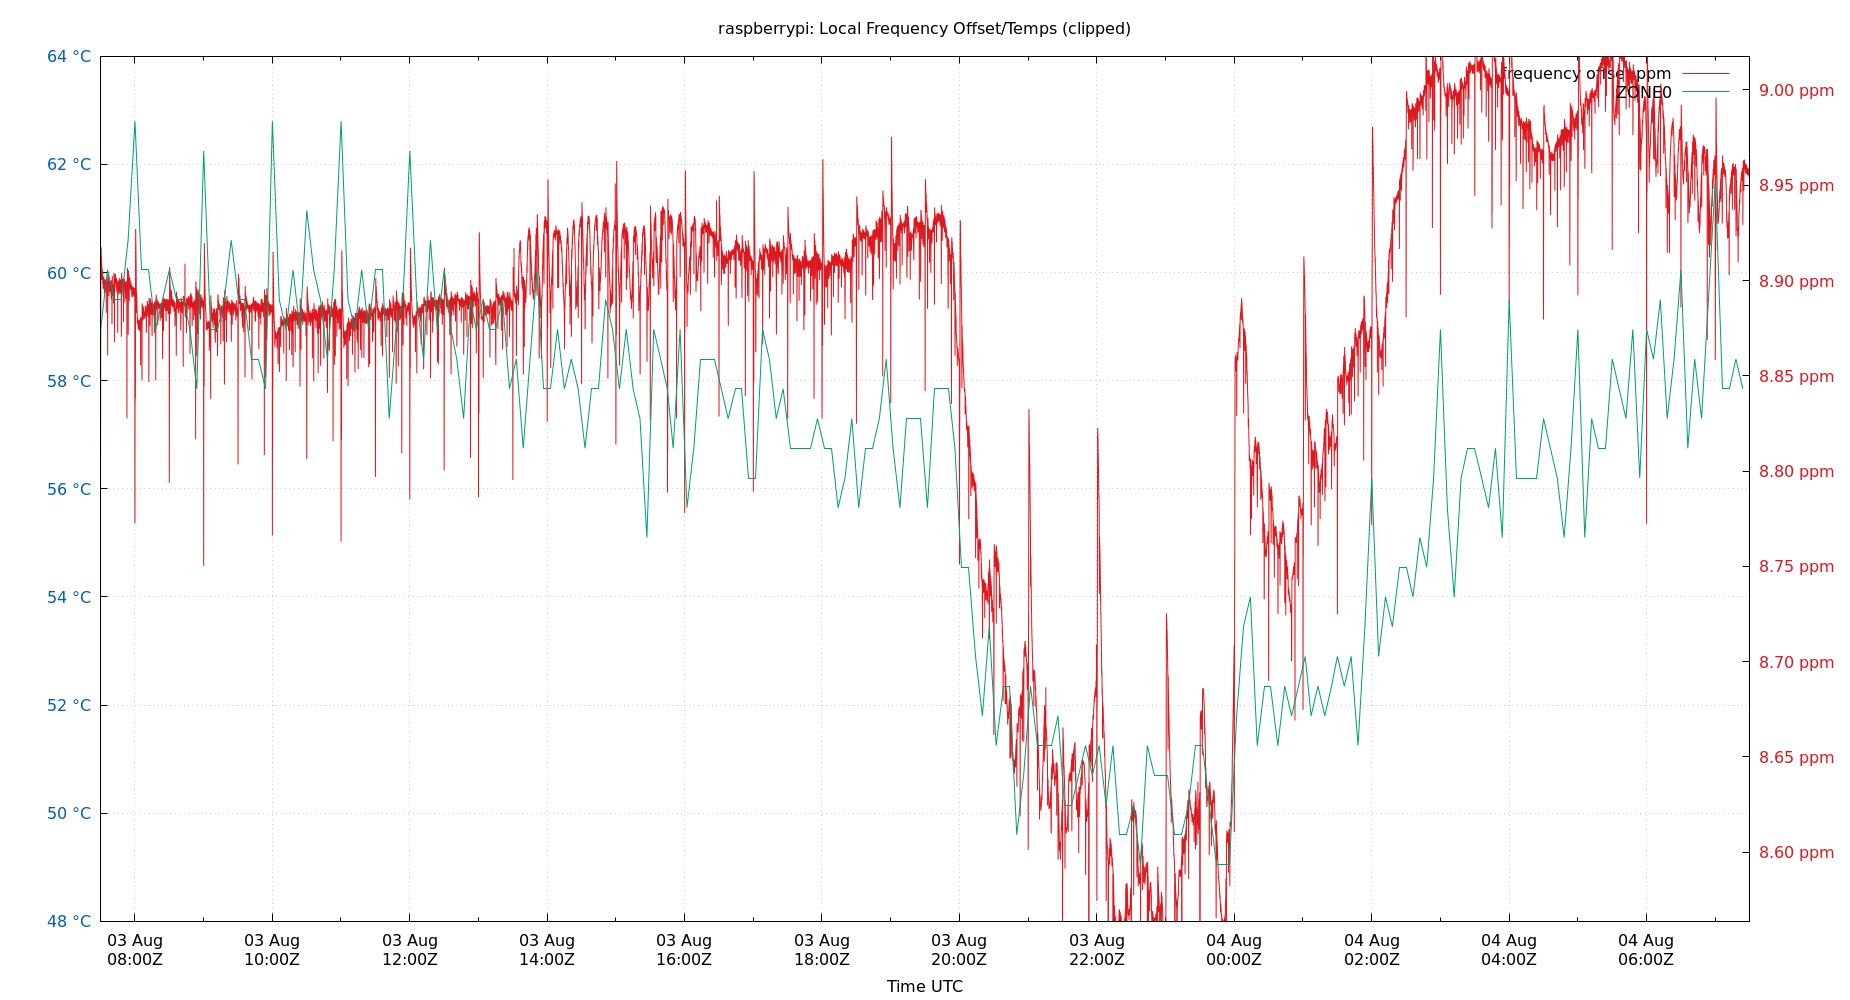 raspberrypi: Local Frequency Offset/Temps (clipped)
64 °C
62 °C
60 °C
58 °C
56 °C
54 °C
52 °C
50 °C
48 °C
frequency offset ppm
ZONE0
9.00 ppm
8.95 ppm
8.90 ppm
8.85 ppm
8.80 ppm
8.75 ppm
8.70 ppm
8.65 ppm
8.60 ppm
03 Aug 03 Aug 03 Aug 03 Aug 03 Aug 03 Aug 03 Aug 03 Aug 04 Aug 04 Aug 04 Aug 04 Aug
08:00Z 10:00Z 12:00Z 14:00Z 16:00Z 18:00Z 20:00Z 22:00Z 00:00Z 02:00Z 04:00Z 06:00Z
Time UTC